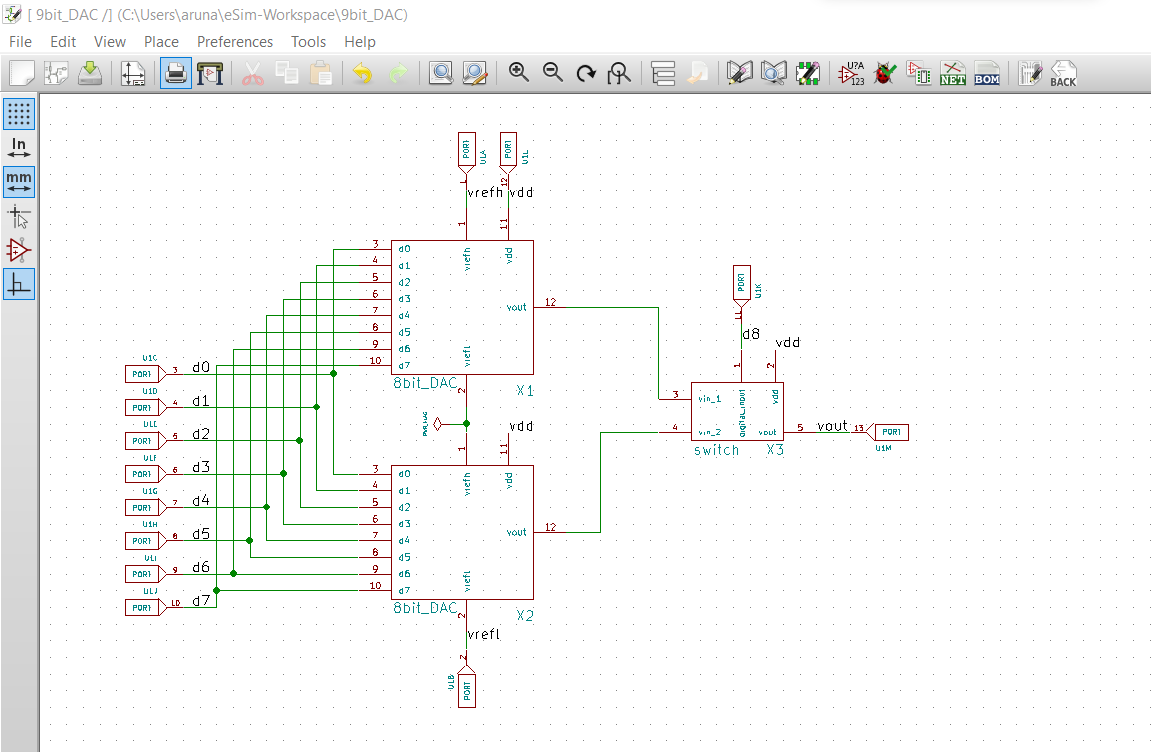 [ 9bit_DAC /] (C:\Users\aruna\eSim-Workspace\9bit_DAC)
File Edit View Place Preferences Tools Help
U?A 123 NET BOM BACK
In
mm
PORT U1A PORT U1L
1 12
vrefh vdd
1 11
vrefh vdd
3 d0
4 d1
5 d2
6 d3
7 d4
8 d5
9 d6
10 d7
vout 12
vrefl
8bit_DAC X1
2
PORT U1K
11
d8
vdd
1 2
3 vin_1
4 vin_2
digital_input vdd
vout 5 vout 13 PORT
U1M
switch X3
U1C
PORT 3 d0
U1D
PORT 4 d1
U1E
PORT 5 d2
U1F
PORT 6 d3
U1G
PORT 7 d4
U1H
PORT 8 d5
U1I
PORT 9 d6
U1J
PORT 10 d7
vdd
1 11
vrefh vdd
3 d0
4 d1
5 d2
6 d3
7 d4
8 d5
9 d6
10 d7
vout 12
vrefl
8bit_DAC X2
2
vrefl
2
U1B PORT